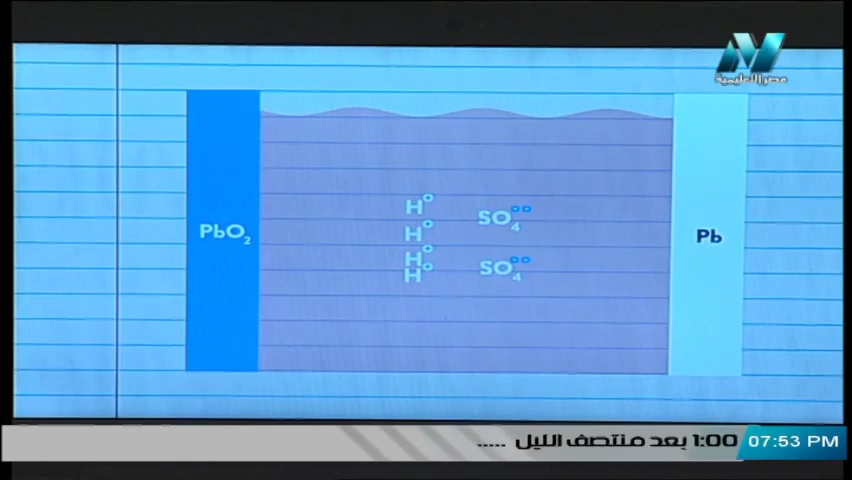 مصر التعليمية
H⁺
SO₄⁻⁻
PbO₂
H⁺
Pb
H⁺
SO₄⁻⁻
H⁺
1:00 بعد منتصف الليل .....
07:53 PM